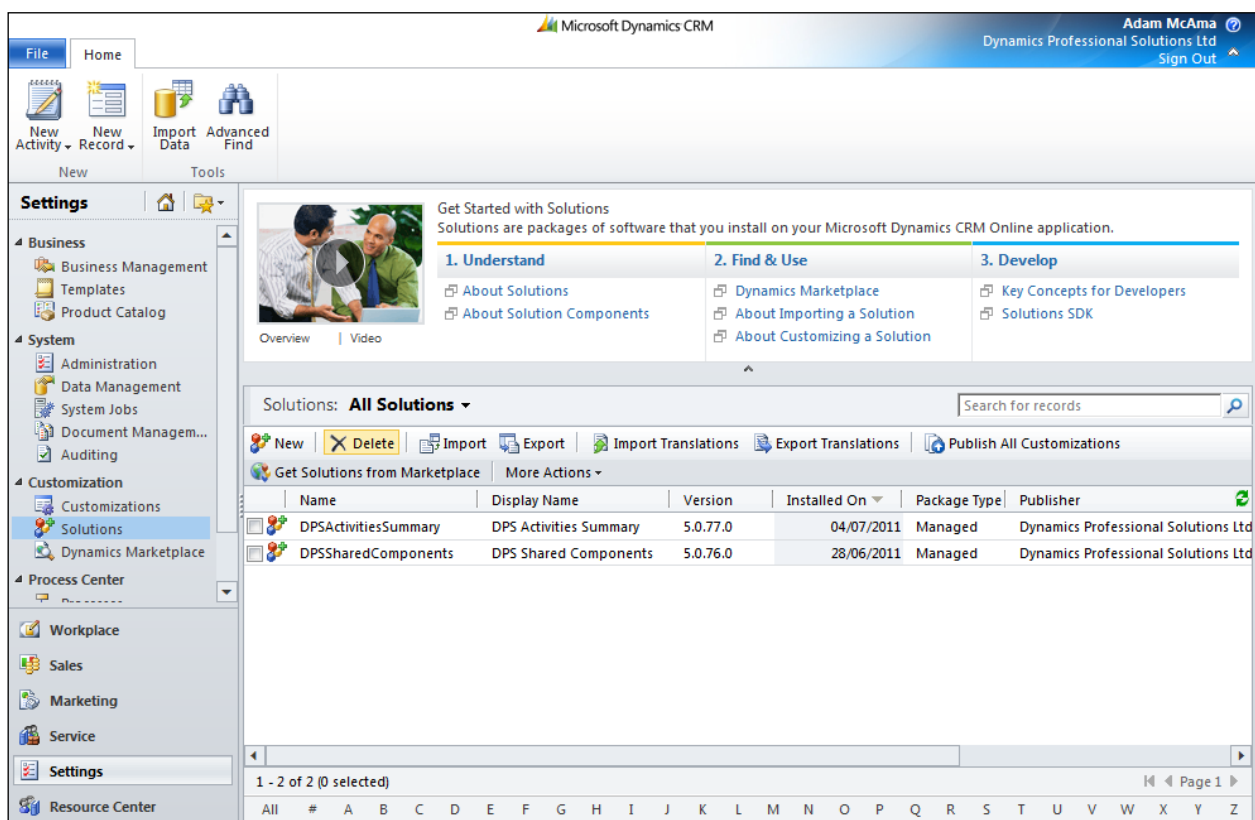 Microsoft Dynamics CRM
Adam McAma
Dynamics Professional Solutions Ltd
Sign Out
File Home
New Activity New Record Import Data Advanced Find
New Tools
Settings
Business
Business Management
Templates
Product Catalog
System
Administration
Data Management
System Jobs
Document Managem...
Auditing
Customization
Customizations
Solutions
Dynamics Marketplace
Process Center
Workplace
Sales
Marketing
Service
Settings
Resource Center
Get Started with Solutions
Solutions are packages of software that you install on your Microsoft Dynamics CRM Online application.
1. Understand
About Solutions
About Solution Components
2. Find & Use
Dynamics Marketplace
About Importing a Solution
About Customizing a Solution
3. Develop
Key Concepts for Developers
Solutions SDK
Overview | Video
Solutions: All Solutions
Search for records
New Delete Import Export Import Translations Export Translations Publish All Customizations
Get Solutions from Marketplace More Actions
Name Display Name Version Installed On Package Type Publisher
DPSActivitiesSummary DPS Activities Summary 5.0.77.0 04/07/2011 Managed Dynamics Professional Solutions Ltd
DPSSharedComponents DPS Shared Components 5.0.76.0 28/06/2011 Managed Dynamics Professional Solutions Ltd
1 - 2 of 2 (0 selected) Page 1
All # A B C D E F G H I J K L M N O P Q R S T U V W X Y Z